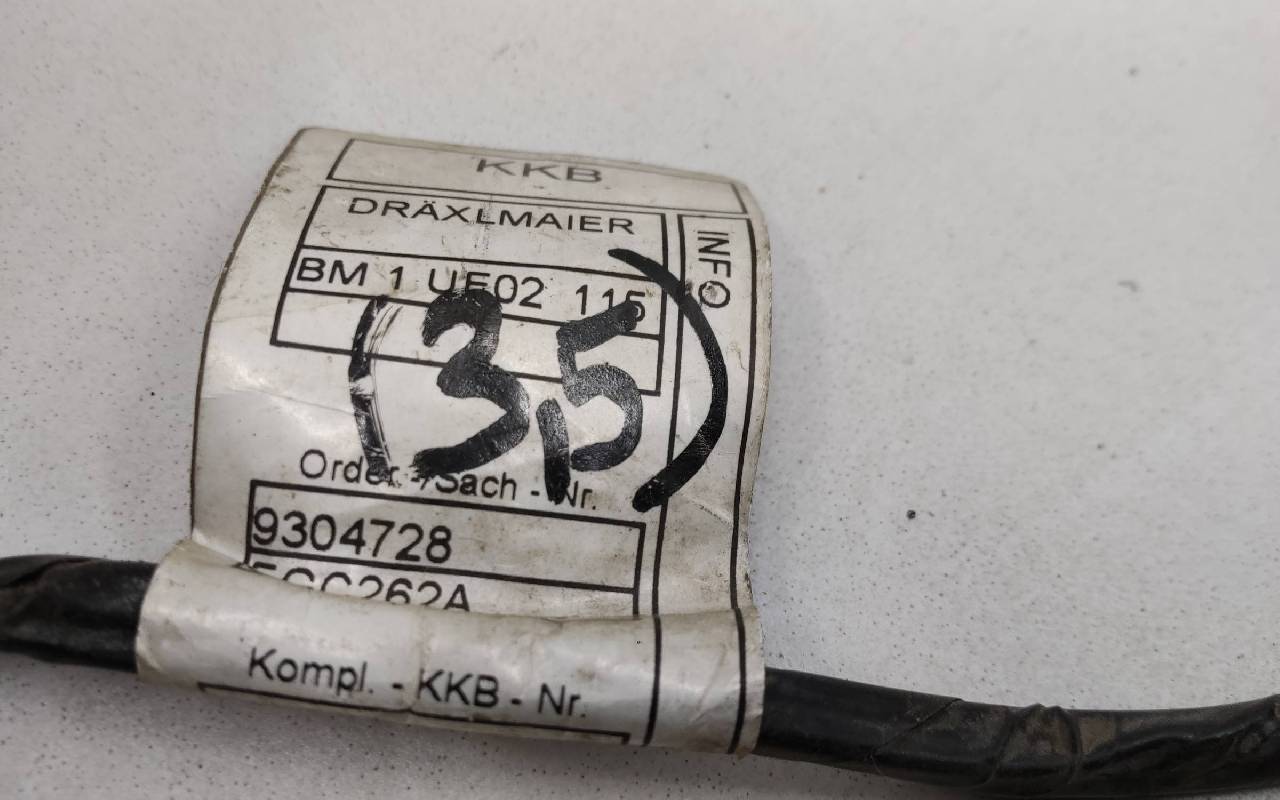 KKB
DRÄXLMAIER
INFO
BM 1 UE02 115
(3,5)
Order - /Sach - Nr.
9304728
Kompl. - KKB - Nr.